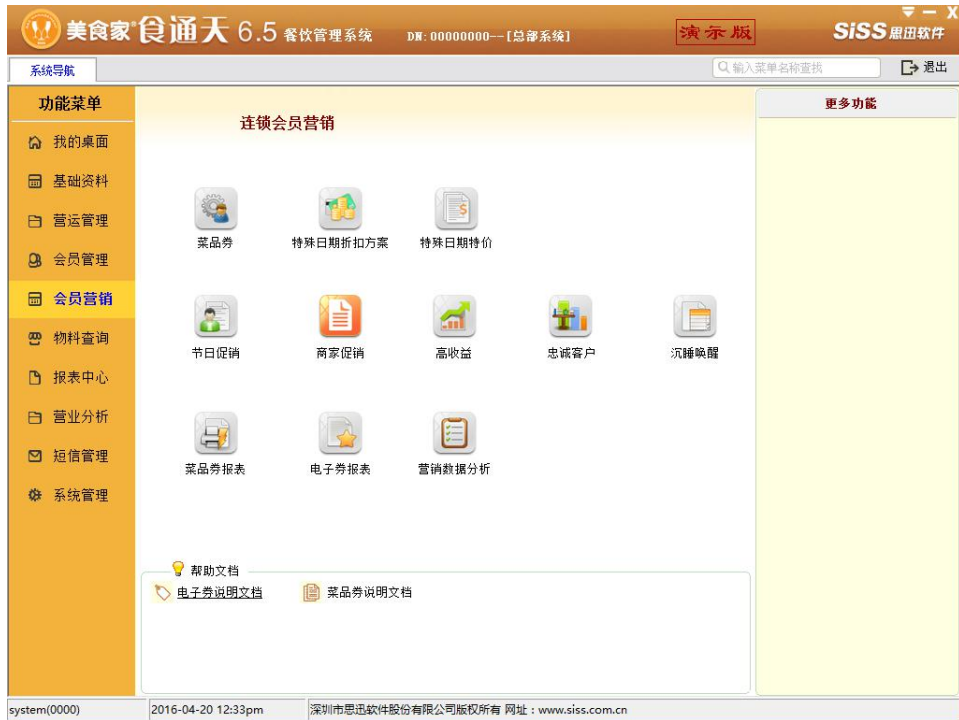 美食家®食通天 6.5 餐饮管理系统 DN:00000000--[总部系统] 演示版 SiSS思迅软件
系统导航 输入菜单名称查找 退出
功能菜单
我的桌面
基础资料
营运管理
会员管理
会员营销
物料查询
报表中心
营业分析
短信管理
系统管理
连锁会员营销
菜品券 特殊日期折扣方案 特殊日期特价
节日促销 商家促销 高收益 忠诚客户 沉睡唤醒
菜品券报表 电子券报表 营销数据分析
帮助文档
电子券说明文档 菜品券说明文档
更多功能
system(0000) 2016-04-20 12:33pm 深圳市思迅软件股份有限公司版权所有 网址：www.siss.com.cn